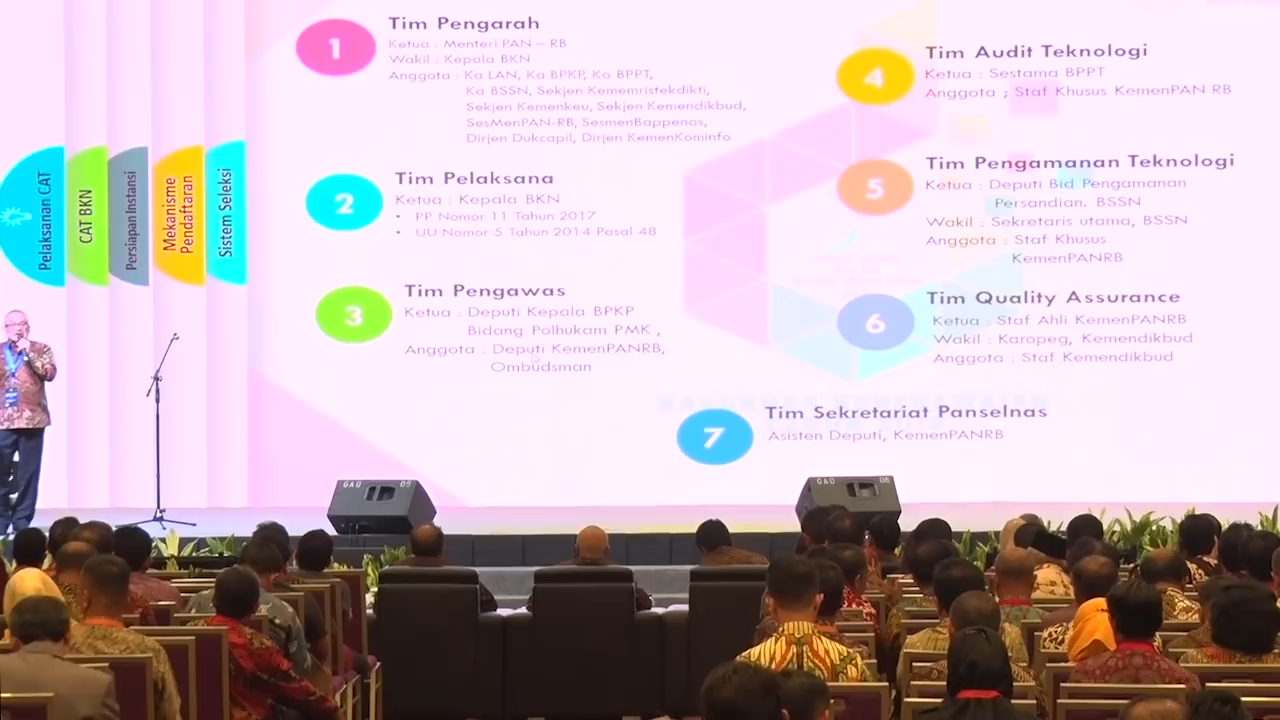 Pelaksanan CAT
CAT BKN
Persiapan Instansi
Mekanisme
Pendaftaran
Sistem Seleksi
1
Tim Pengarah
Ketua : Menteri PAN – RB
Wakil : Kepala BKN
Anggota : Ka LAN, Ka BPKP, Ka BPPT,
Ka BSSN, Sekjen Kememristekdikti,
Sekjen Kemenkeu, Sekjen Kemendikbud,
SesMenPAN-RB, SesmenBappenas,
Dirjen Dukcapil, Dirjen KemenKominfo
2
Tim Pelaksana
Ketua : Kepala BKN
• PP Nomor 11 Tahun 2017
• UU Nomor 5 Tahun 2014 Pasal 48
3
Tim Pengawas
Ketua : Deputi Kepala BPKP
Bidang Polhukam PMK ,
Anggota : Deputi KemenPANRB,
Ombudsman
4
Tim Audit Teknologi
Ketua : Sestama BPPT
Anggota ; Staf Khusus KemenPAN RB
5
Tim Pengamanan Teknologi
Ketua : Deputi Bid Pengamanan
Persandian. BSSN
Wakil : Sekretaris utama, BSSN
Anggota : Staf Khusus
KemenPANRB
6
Tim Quality Assurance
Ketua : Staf Ahli KemenPANRB
Wakil : Karopeg, Kemendikbud
Anggota : Staf Kemendikbud
7
Tim Sekretariat Panselnas
Asisten Deputi, KemenPANRB
GAO 09
GAO 08